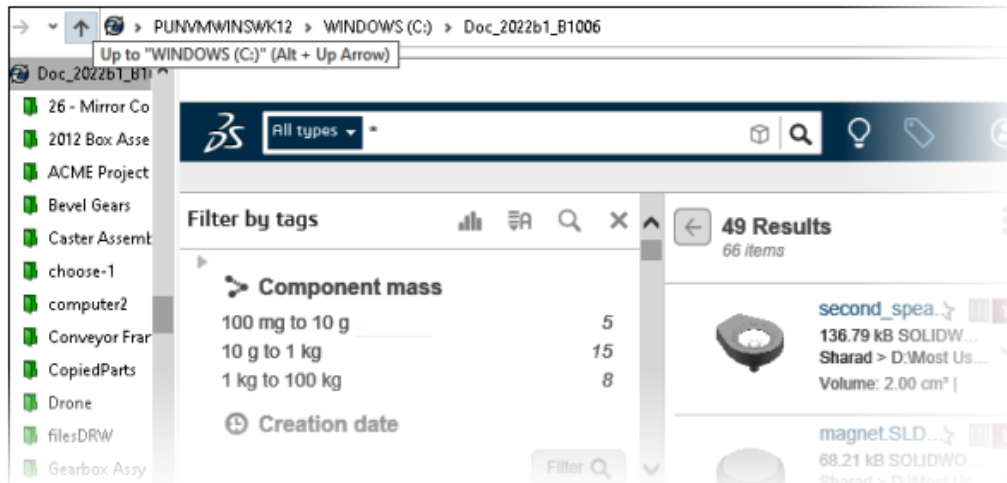 PUNVMWINSWK12 > WINDOWS (C:) > Doc_2022b1_B1006
Up to "WINDOWS (C:)" (Alt + Up Arrow)
Doc_2022b1_B1
26 - Mirror Co
2012 Box Asse
ACME Project
Bevel Gears
Caster Assemb
choose-1
computer2
Conveyor Fran
CopiedParts
Drone
filesDRW
Gearbox Assy
All types *
Filter by tags
Component mass
100 mg to 10 g 5
10 g to 1 kg 15
1 kg to 100 kg 8
Creation date
Filter
49 Results
66 items
second_spea...
136.79 kB SOLIDW...
Sharad > D:\Most Us...
Volume: 2.00 cm³ |
magnet.SLD...
68.21 kB SOLIDWO...
Sharad > D:\Most Us...